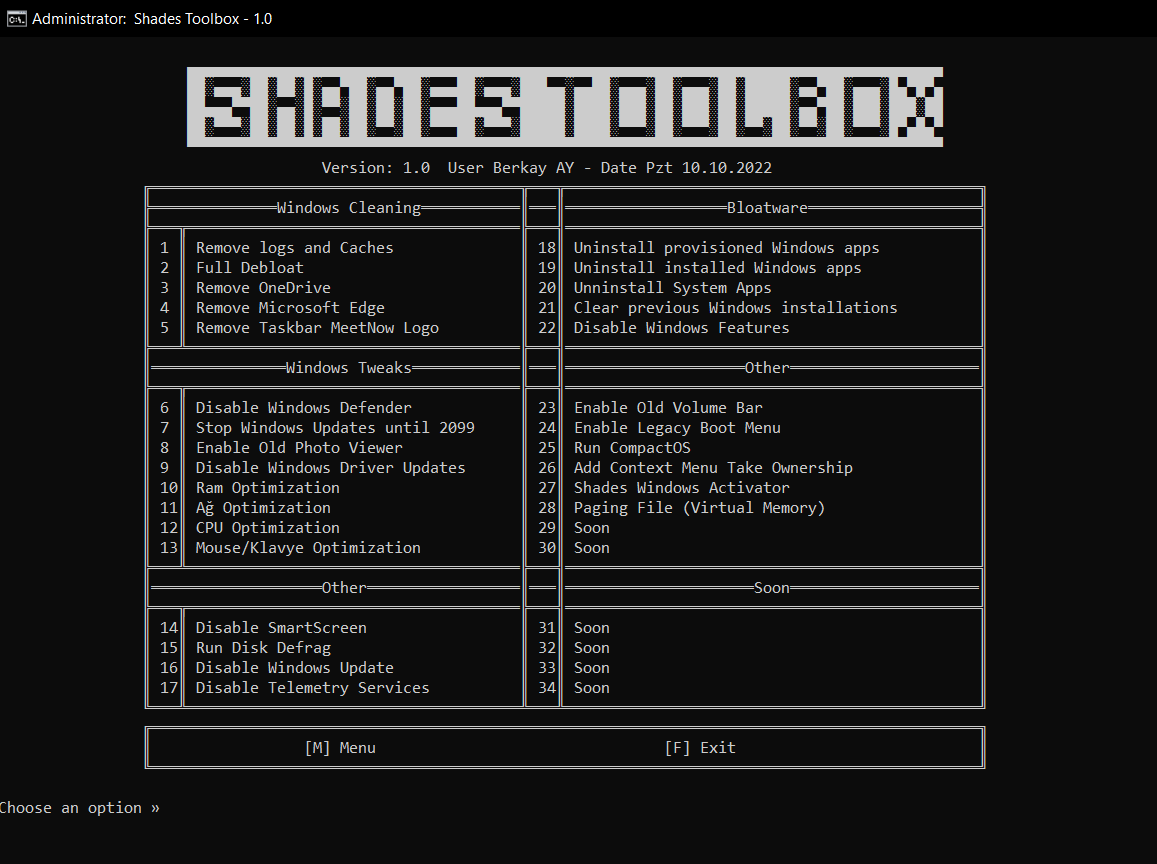 Administrator: Shades Toolbox - 1.0
SHADES TOOLBOX
Version: 1.0 User Berkay AY - Date Pzt 10.10.2022
Windows Cleaning
1 Remove logs and Caches
2 Full Debloat
3 Remove OneDrive
4 Remove Microsoft Edge
5 Remove Taskbar MeetNow Logo
Bloatware
18 Uninstall provisioned Windows apps
19 Uninstall installed Windows apps
20 Unninstall System Apps
21 Clear previous Windows installations
22 Disable Windows Features
Windows Tweaks
6 Disable Windows Defender
7 Stop Windows Updates until 2099
8 Enable Old Photo Viewer
9 Disable Windows Driver Updates
10 Ram Optimization
11 Ağ Optimization
12 CPU Optimization
13 Mouse/Klavye Optimization
Other
23 Enable Old Volume Bar
24 Enable Legacy Boot Menu
25 Run CompactOS
26 Add Context Menu Take Ownership
27 Shades Windows Activator
28 Paging File (Virtual Memory)
29 Soon
30 Soon
Other
14 Disable SmartScreen
15 Run Disk Defrag
16 Disable Windows Update
17 Disable Telemetry Services
Soon
31 Soon
32 Soon
33 Soon
34 Soon
[M] Menu [F] Exit
Choose an option »